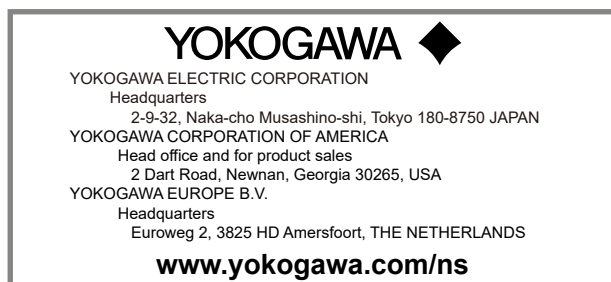 YOKOGAWA
YOKOGAWA ELECTRIC CORPORATION
Headquarters
2-9-32, Naka-cho Musashino-shi, Tokyo 180-8750 JAPAN
YOKOGAWA CORPORATION OF AMERICA
Head office and for product sales
2 Dart Road, Newnan, Georgia 30265, USA
YOKOGAWA EUROPE B.V.
Headquarters
Euroweg 2, 3825 HD Amersfoort, THE NETHERLANDS
www.yokogawa.com/ns